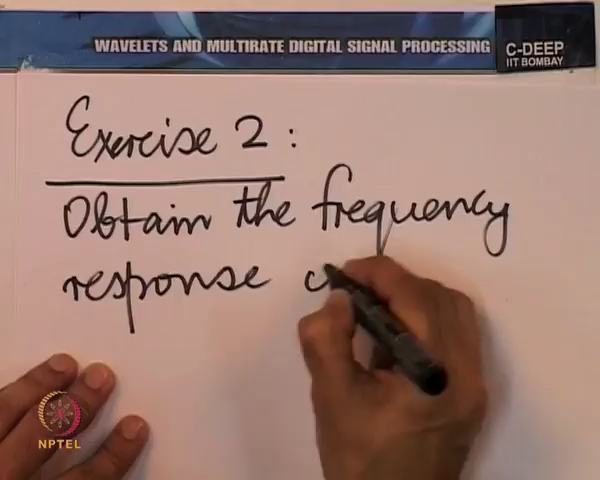 WAVELETS AND MULTIRATE DIGITAL SIGNAL PROCESSING
C-DEEP
IIT BOMBAY
Exercise 2:
Obtain the frequency
response
NPTEL